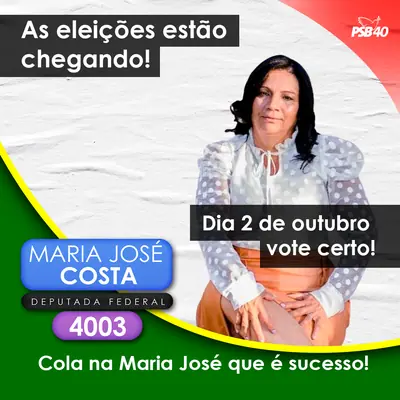 As eleições estão
chegando!
PSB40
Dia 2 de outubro
vote certo!
MARIA JOSÉ
COSTA
DEPUTADA FEDERAL
4003
Cola na Maria José que é sucesso!